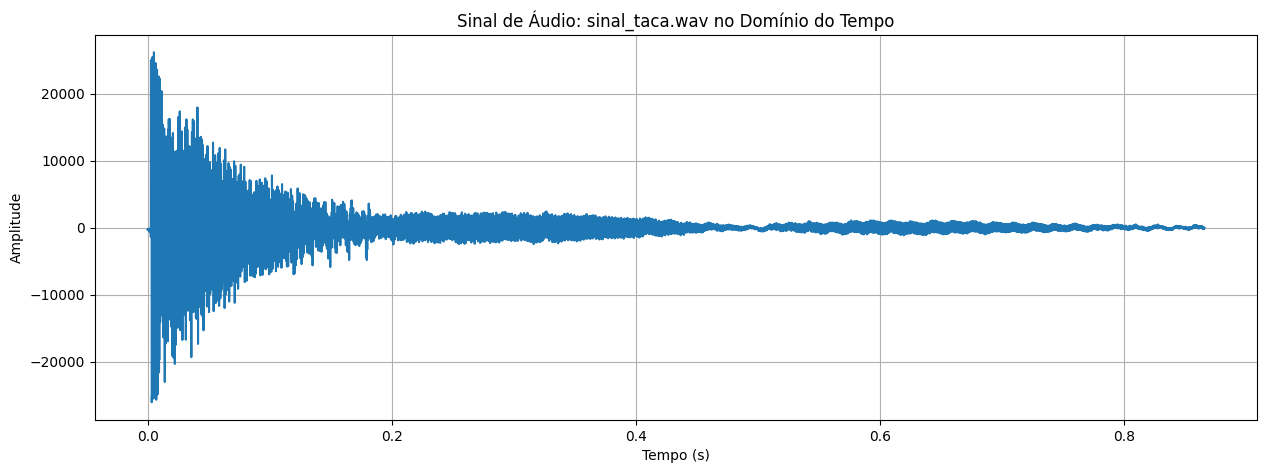 Sinal de Áudio: sinal_taca.wav no Domínio do Tempo
Amplitude
20000
10000
0
−10000
−20000
0.0 0.2 0.4 0.6 0.8
Tempo (s)